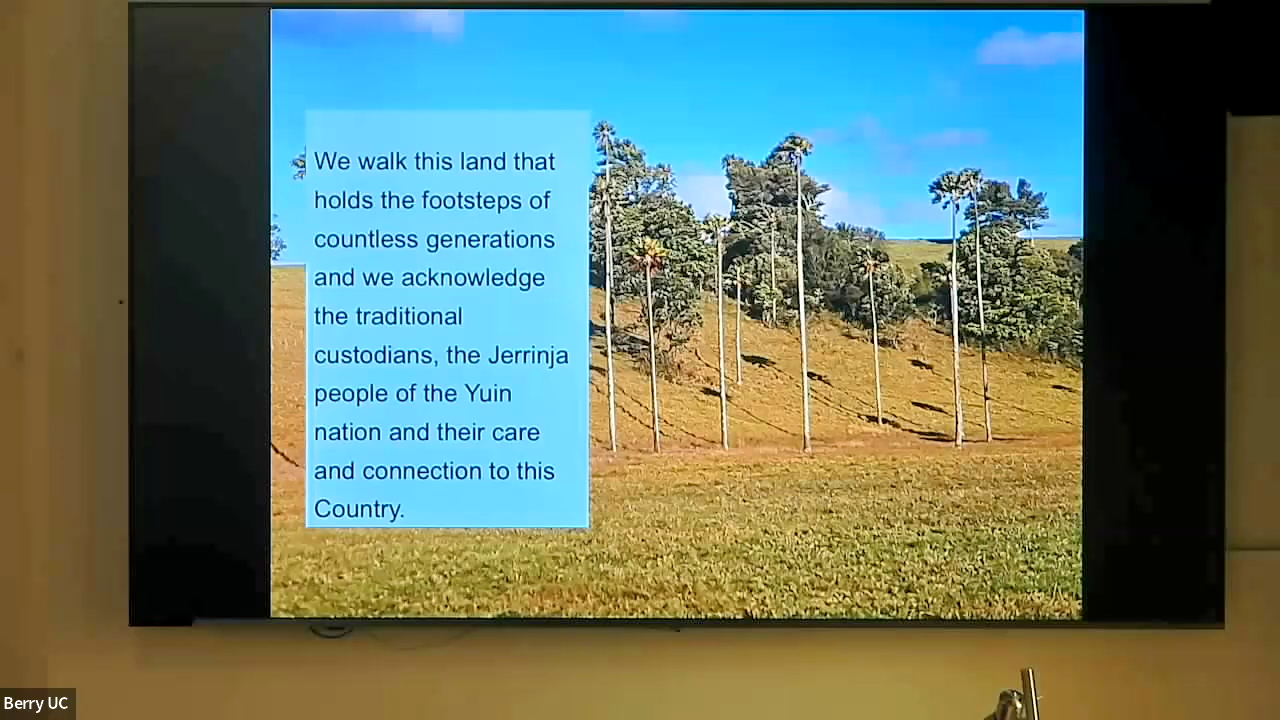 We walk this land that
holds the footsteps of
countless generations
and we acknowledge
the traditional
custodians, the Jerrinja
people of the Yuin
nation and their care
and connection to this
Country.
Berry UC